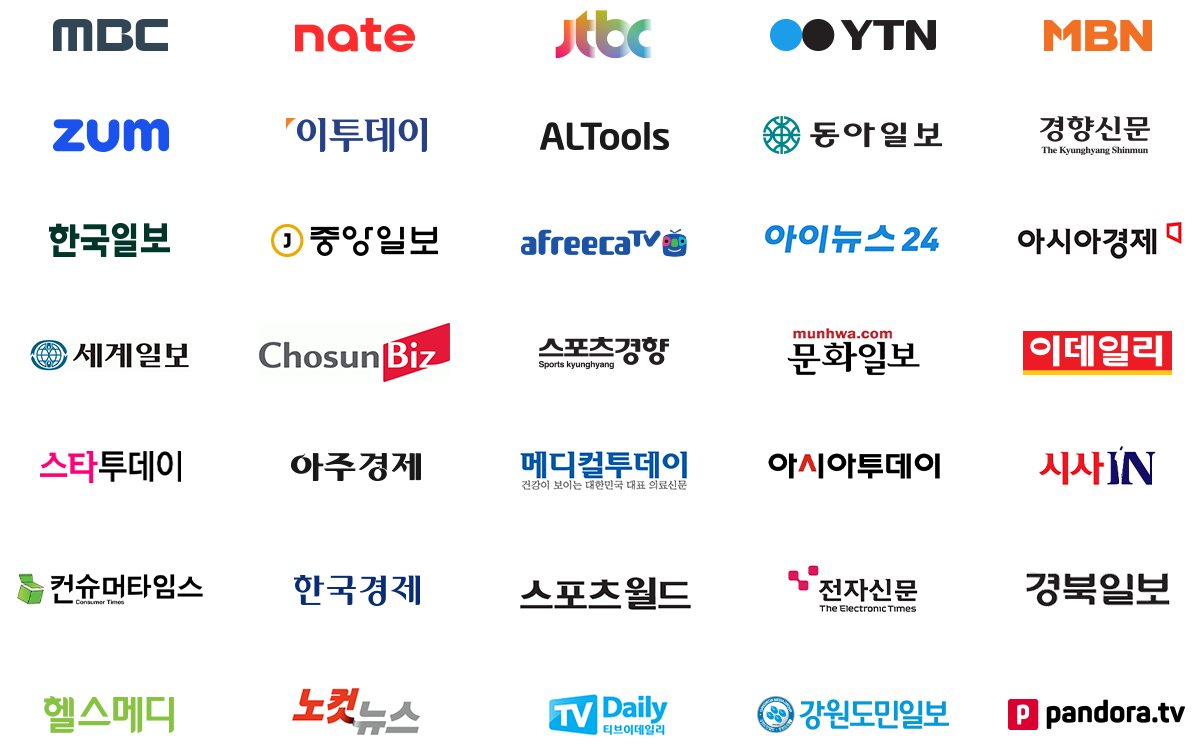 MBC
nate
jtbc
YTN
MBN
zum
이투데이
ALTools
동아일보
경향신문
The Kyunghyang Shinmun
한국일보
J 중앙일보
afreecaTV
아이뉴스 24
아시아경제
세계일보
ChosunBiz
스포츠경향
Sports kyunghyang
munhwa.com
문화일보
이데일리
스타투데이
아주경제
메디컬투데이
건강이 보이는 대한민국 대표 의료신문
아시아투데이
시사IN
컨슈머타임스
Consumer Times
한국경제
스포츠월드
전자신문
The Electronic Times
경북일보
헬스메디
노컷뉴스
TV Daily
티브이데일리
강원도민일보
P pandora.tv